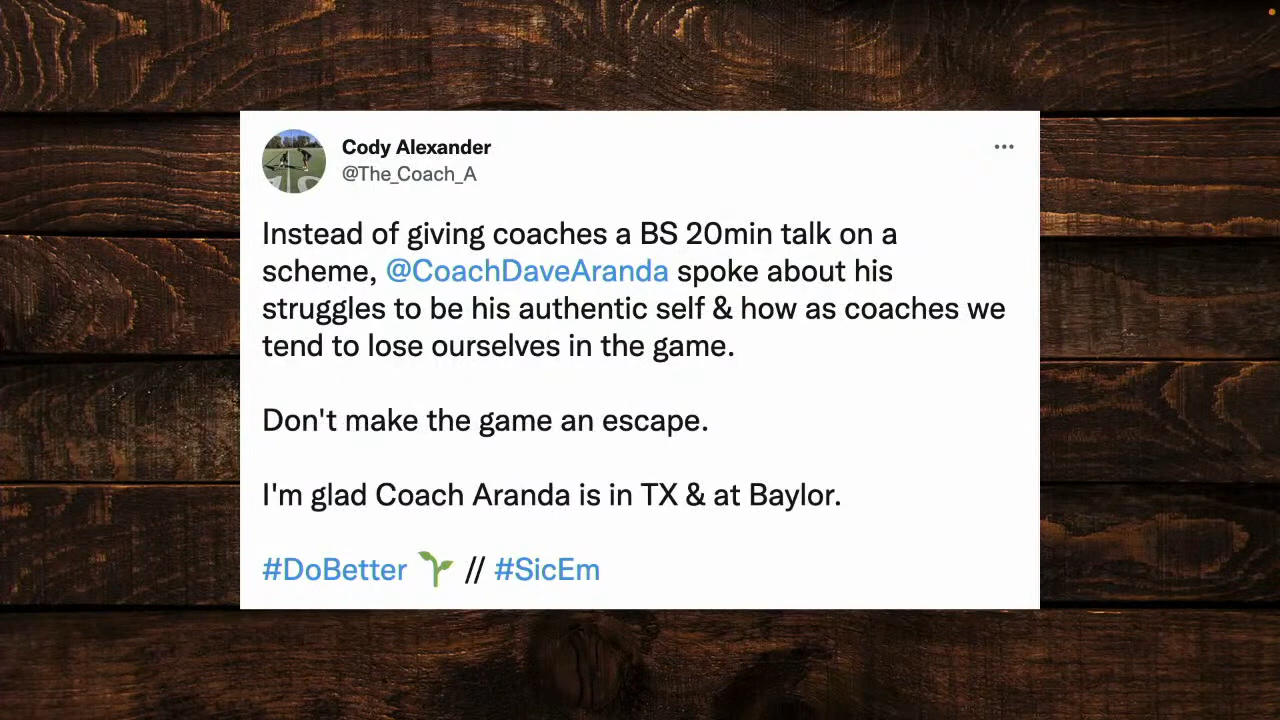 Cody Alexander
@The_Coach_A
Instead of giving coaches a BS 20min talk on a
scheme, @CoachDaveAranda spoke about his
struggles to be his authentic self & how as coaches we
tend to lose ourselves in the game.
Don't make the game an escape.
I'm glad Coach Aranda is in TX & at Baylor.
#DoBetter 🌱 // #SicEm